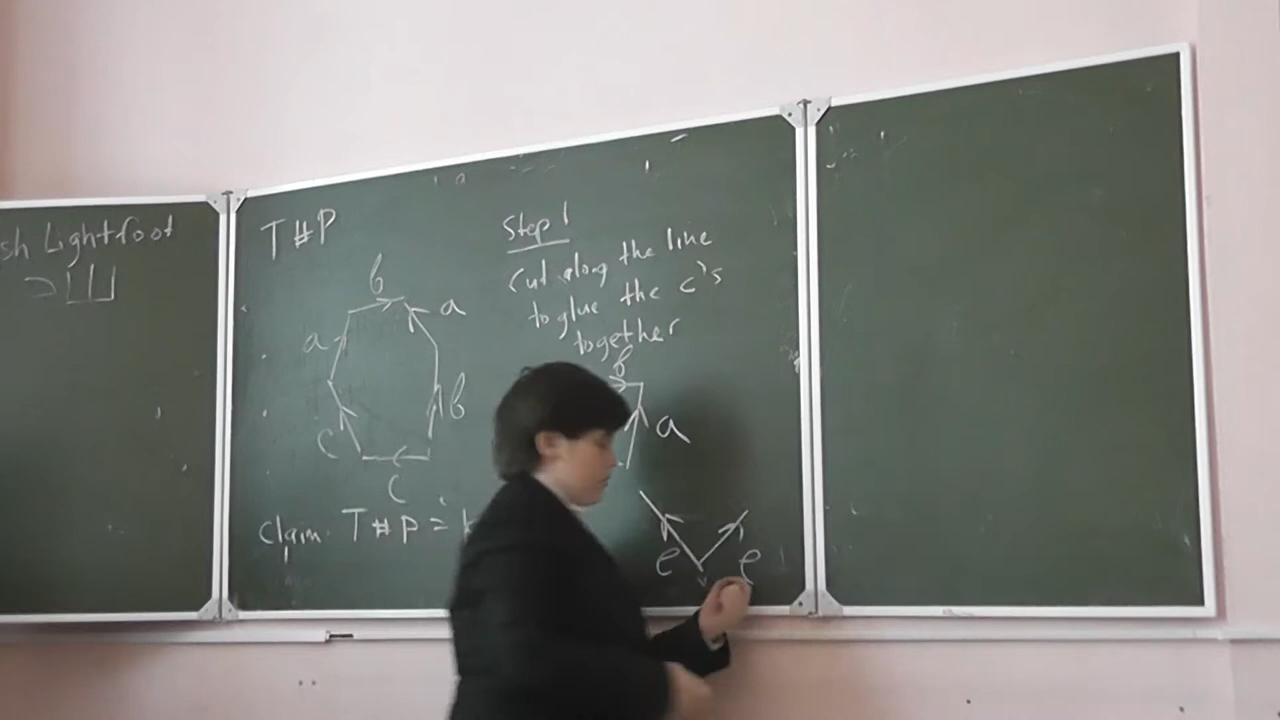 sh Lightfoot
T#P
b
a
a
b
c
c
Claim: T#P =
Step 1
Cut along the line
to glue the c's
together
b
a
e
e
v